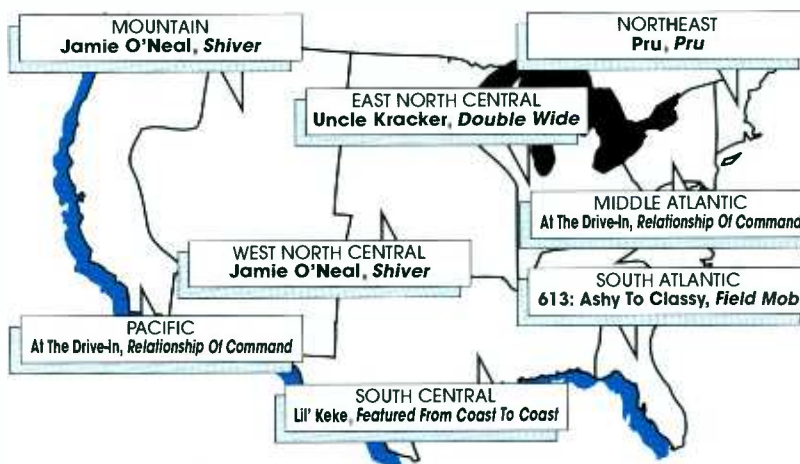 MOUNTAIN
Jamie O'Neal, Shiver
NORTHEAST
Pru, Pru
EAST NORTH CENTRAL
Uncle Kracker, Double Wide
MIDDLE ATLANTIC
At The Drive-In, Relationship Of Command
WEST NORTH CENTRAL
Jamie O'Neal, Shiver
SOUTH ATLANTIC
613: Ashy To Classy, Field Mob
PACIFIC
At The Drive-In, Relationship Of Command
SOUTH CENTRAL
Lil' Keke, Featured From Coast To Coast